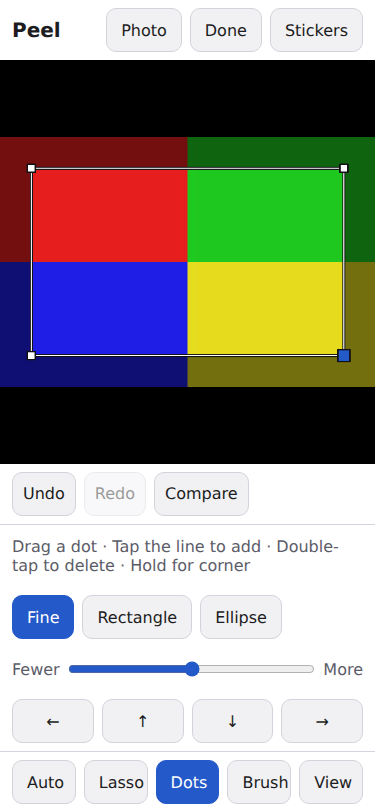 Peel Photo Done Stickers
Undo Redo Compare
Drag a dot · Tap the line to add · Double-
tap to delete · Hold for corner
Fine Rectangle Ellipse
Fewer More
← ↑ ↓ →
Auto Lasso Dots Brush View